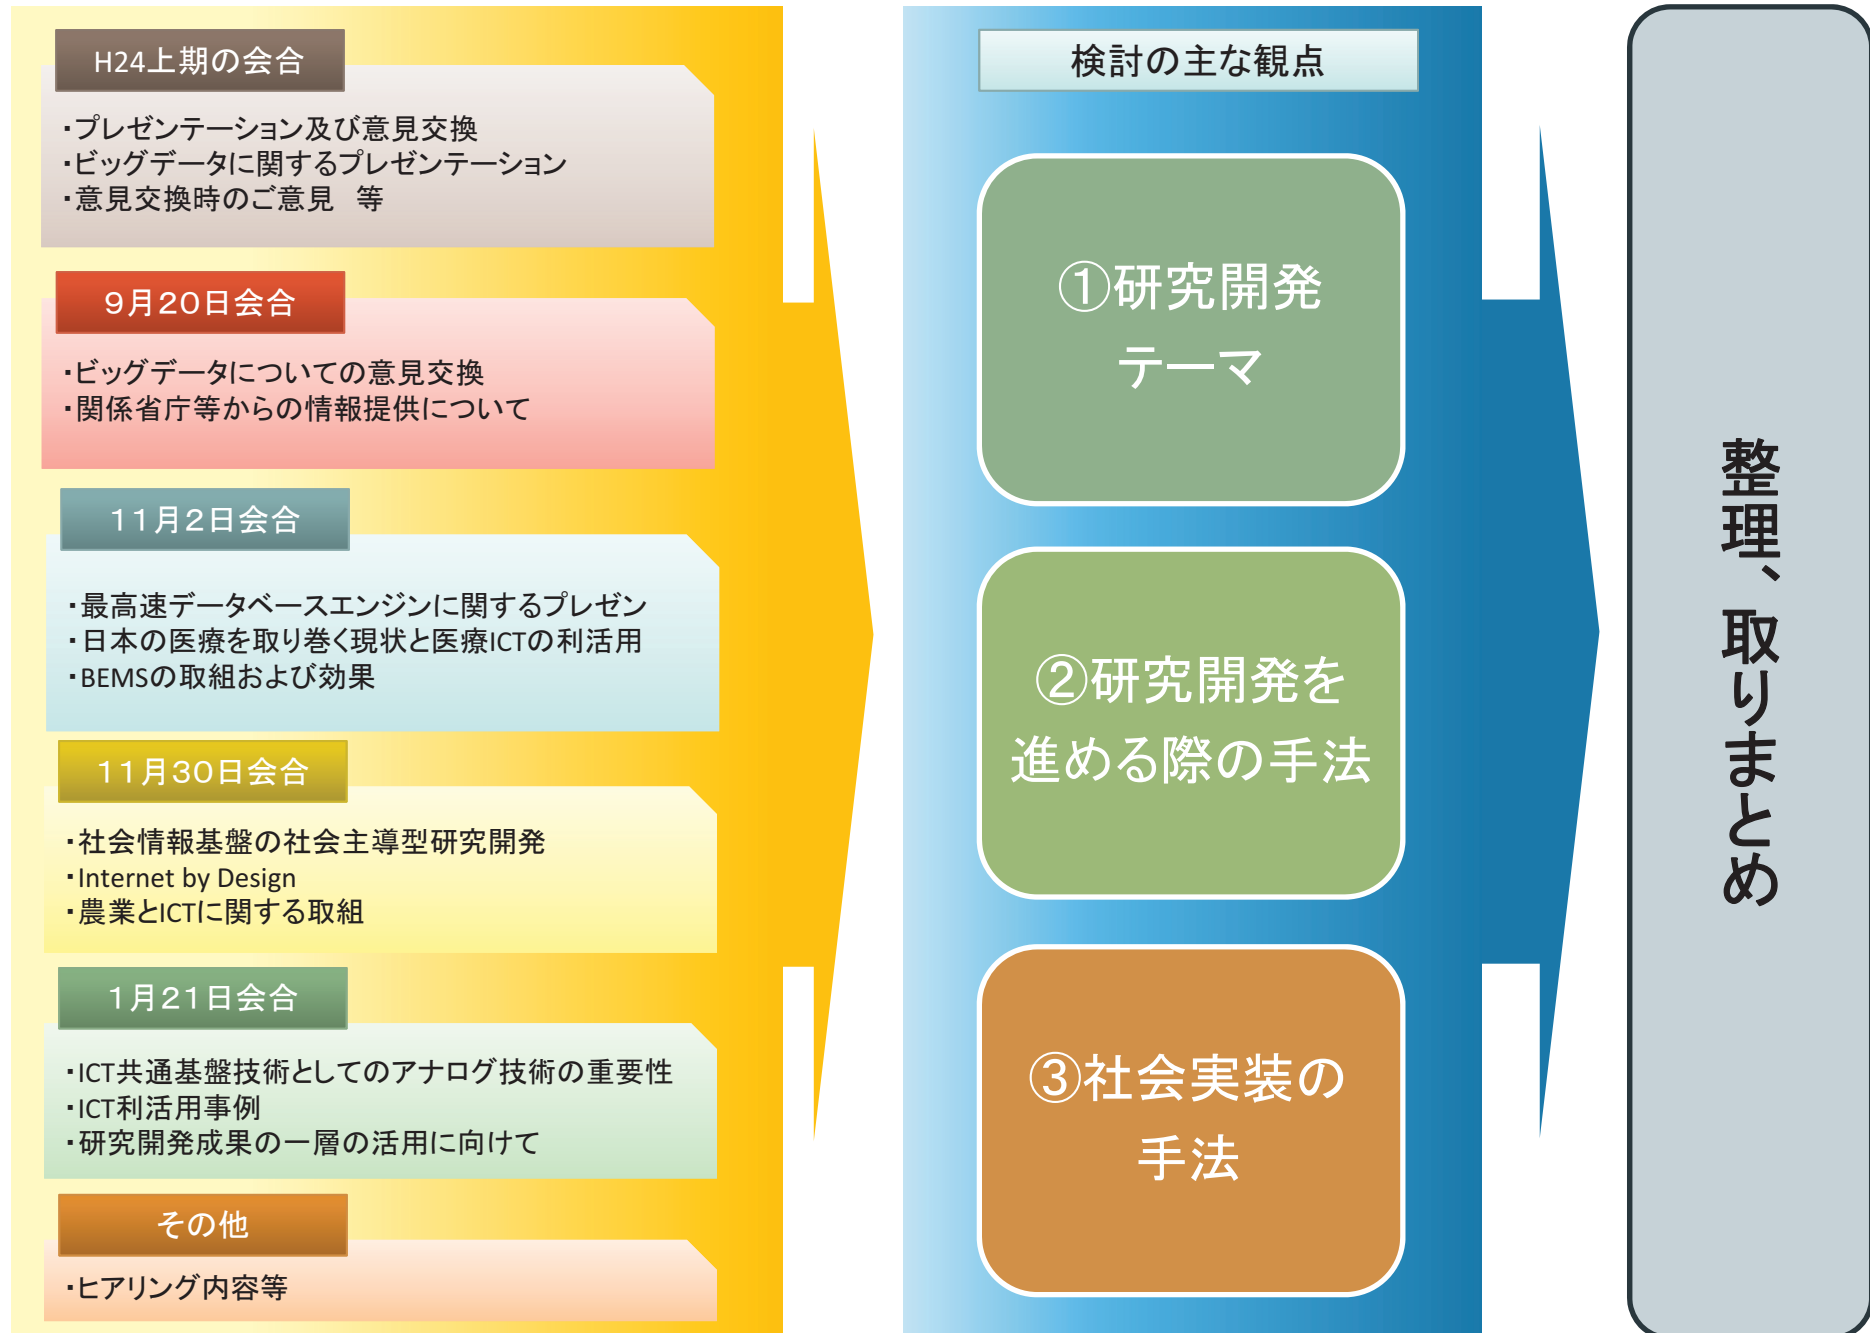 H24上期の会合
・プレゼンテーション及び意見交換
・ビッグデータに関するプレゼンテーション
・意見交換時のご意見　等
９月２０日会合
・ビッグデータについての意見交換
・関係省庁等からの情報提供について
１１月２日会合
・最高速データベースエンジンに関するプレゼン
・日本の医療を取り巻く現状と医療ICTの利活用
・BEMSの取組および効果
１１月３０日会合
・社会情報基盤の社会主導型研究開発
・Internet by Design
・農業とICTに関する取組
１月２１日会合
・ICT共通基盤技術としてのアナログ技術の重要性
・ICT利活用事例
・研究開発成果の一層の活用に向けて
その他
・ヒアリング内容等
検討の主な観点
①研究開発
テーマ
②研究開発を
進める際の手法
③社会実装の
手法
整理、取りまとめ